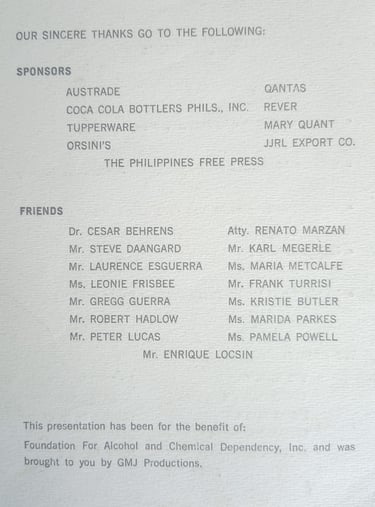 OUR SINCERE THANKS GO TO THE FOLLOWING:
SPONSORS
AUSTRADE QANTAS
COCA COLA BOTTLERS PHILS., INC. REVER
TUPPERWARE MARY QUANT
ORSINI'S JJRL EXPORT CO.
THE PHILIPPINES FREE PRESS
FRIENDS
Dr. CESAR BEHRENS Atty. RENATO MARZAN
Mr. STEVE DAANGARD Mr. KARL MEGERLE
Mr. LAURENCE ESGUERRA Ms. MARIA METCALFE
Ms. LEONIE FRISBEE Mr. FRANK TURRISI
Mr. GREGG GUERRA Ms. KRISTIE BUTLER
Mr. ROBERT HADLOW Ms. MARIDA PARKES
Mr. PETER LUCAS Ms. PAMELA POWELL
Mr. ENRIQUE LOCSIN
This presentation has been for the benefit of:
Foundation For Alcohol and Chemical Dependency, Inc. and was
brought to you by GMJ Productions.